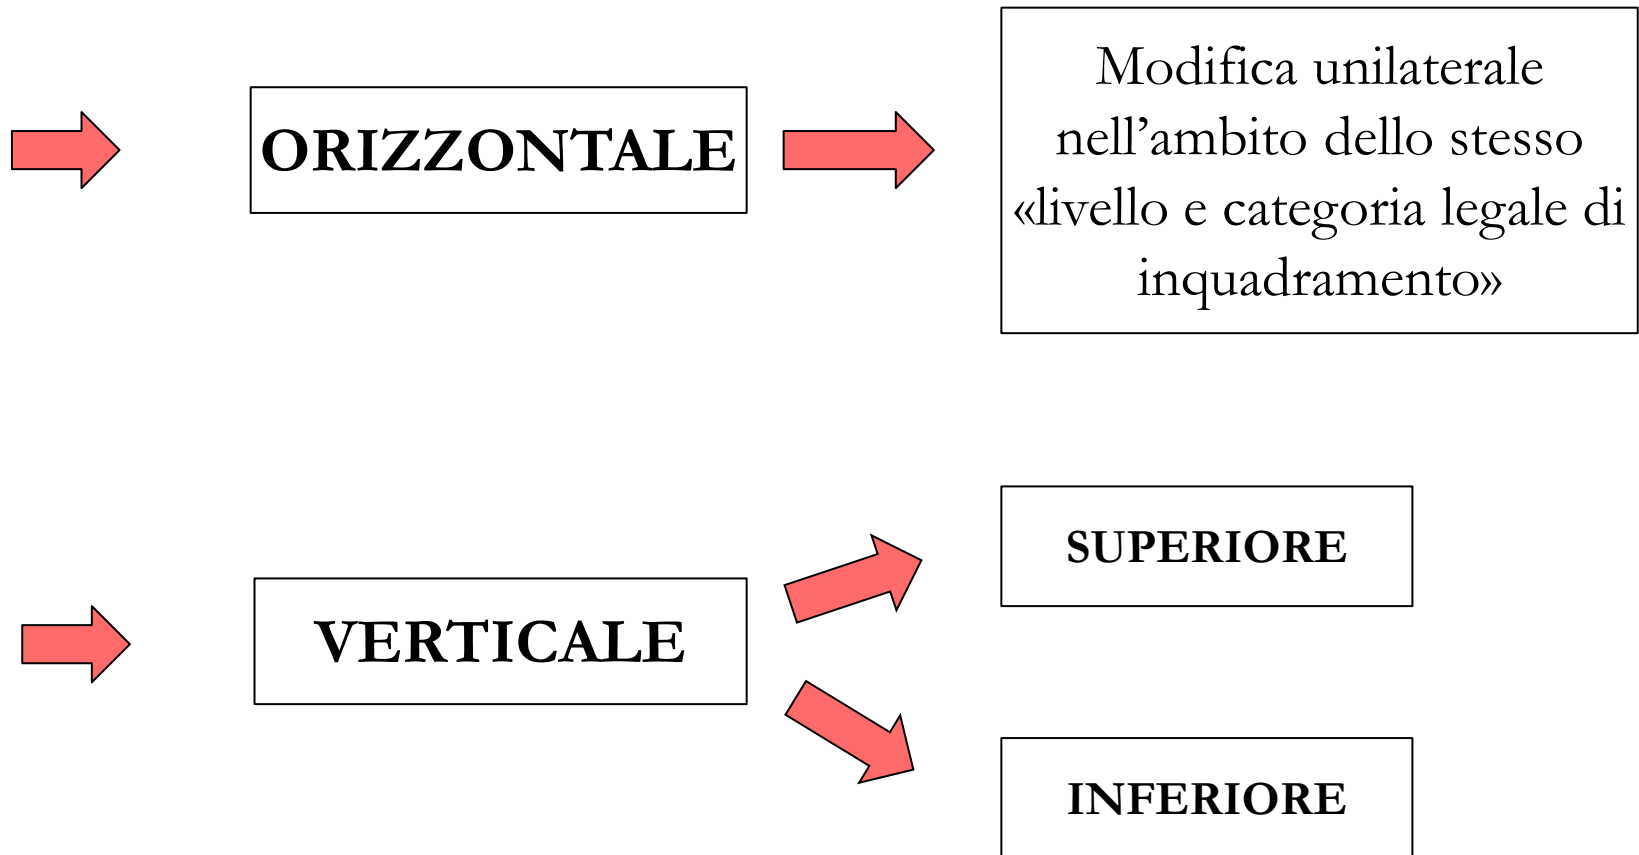 ORIZZONTALE
Modifica unilaterale
nell’ambito dello stesso
«livello e categoria legale di
inquadramento»
VERTICALE
SUPERIORE
INFERIORE